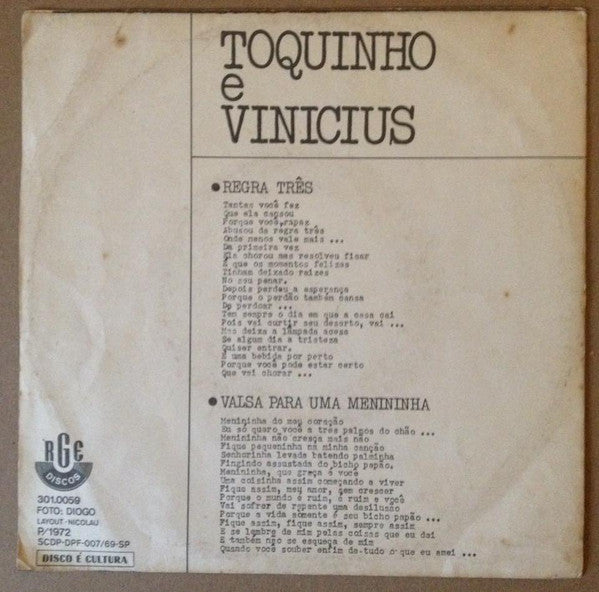 TOQUINHO
e
VINICIUS
● REGRA TRÊS
Tantas você fez
Que ela cansou
Porque você,rapaz
Abusou da regra três
Onde menos vale mais ...
Da primeira vez
Ela chorou mas resolveu ficar
É que os momentos felizes
Tinham deixado raizes
No seu penar.
Depois perdeu a esperança
Porque o perdão também cansa
De perdoar ...
Tem sempre o dia em que a casa cai
Pois vai curtir seu deserto, vai ...
Mas deixa a lâmpada acesa
Se algum dia a tristeza
Quiser entrar.
E uma bebida por perto
Porque você pode estar certo
Que vai chorar ...
● VALSA PARA UMA MENININHA
Menininha do meu coração
Eu só quero você a tres palmos do chão ...
Menininha não cresça mais não
Fique pequeninha na minha canção
Senhorinha levada batendo palminha
Fingindo assustada do bicho papão.
Menininha, que graça é você
Uma coisinha assim começando a viver
Fique assim, meu amor, sem crescer
Porque o mundo é ruim, é ruim e você
Vai sofrer de repente uma desilusão
Porque a vida somente é seu bicho papão ...
Fique assim, fique assim, sempre assim
E se lembre de mim pelas coisas que eu dei
E também não se esqueça de mim
Quando você souber enfim de tudo o que eu amei ...
RGE
DISCOS
301.0059
FOTO: DIOGO
LAYOUT - NICOLAU
P/1972
SCDP-DPF-007/69-SP
DISCO É CULTURA